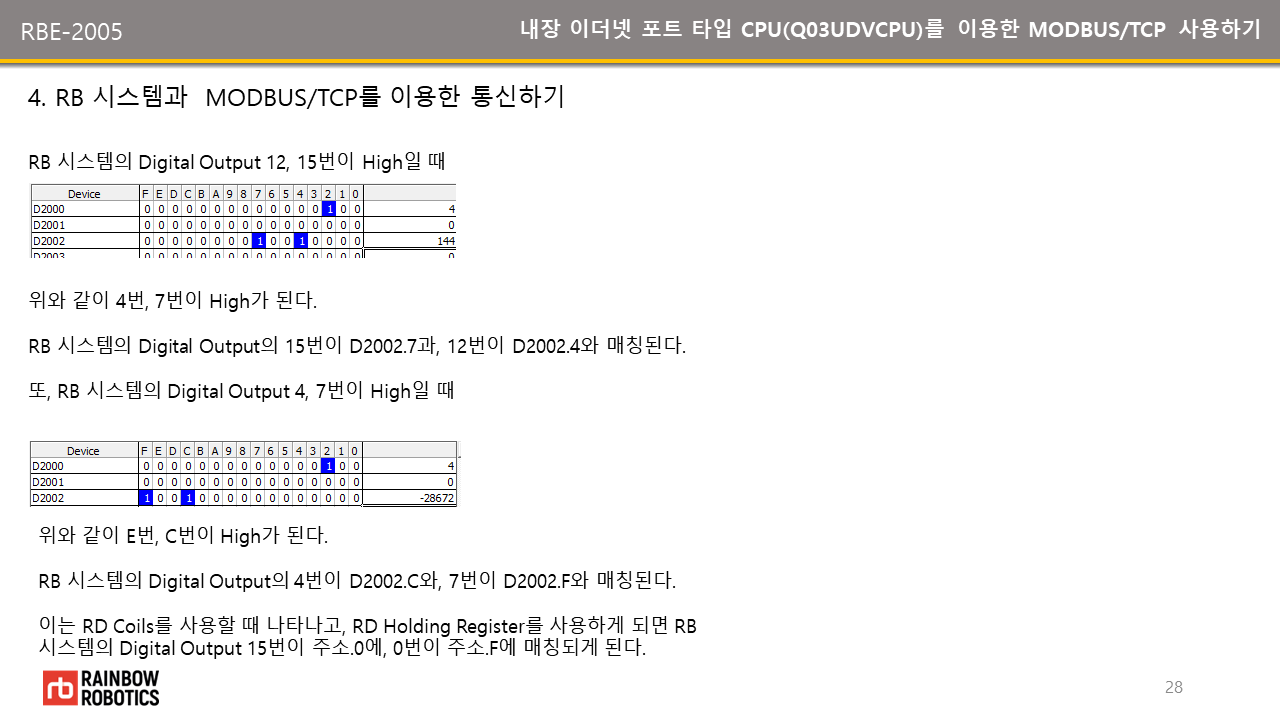 RBE-2005
내장 이더넷 포트 타입 CPU(Q03UDVCPU)를 이용한 MODBUS/TCP 사용하기
4. RB 시스템과 MODBUS/TCP를 이용한 통신하기
RB 시스템의 Digital Output 12, 15번이 High일 때
Device F E D C B A 9 8 7 6 5 4 3 2 1 0
D2000 0 0 0 0 0 0 0 0 0 0 0 0 0 1 0 0 4
D2001 0 0 0 0 0 0 0 0 0 0 0 0 0 0 0 0 0
D2002 0 0 0 0 0 0 0 0 1 0 0 1 0 0 0 0 144
D2003 0 0 0 0 0 0 0 0 0 0 0 0 0 0 0 0 0
위와 같이 4번, 7번이 High가 된다.
RB 시스템의 Digital Output의 15번이 D2002.7과, 12번이 D2002.4와 매칭된다.
또, RB 시스템의 Digital Output 4, 7번이 High일 때
Device F E D C B A 9 8 7 6 5 4 3 2 1 0
D2000 0 0 0 0 0 0 0 0 0 0 0 0 0 1 0 0 4
D2001 0 0 0 0 0 0 0 0 0 0 0 0 0 0 0 0 0
D2002 1 0 0 1 0 0 0 0 0 0 0 0 0 0 0 0 -28672
위와 같이 E번, C번이 High가 된다.
RB 시스템의 Digital Output의 4번이 D2002.C와, 7번이 D2002.F와 매칭된다.
이는 RD Coils를 사용할 때 나타나고, RD Holding Register를 사용하게 되면 RB
시스템의 Digital Output 15번이 주소.0에, 0번이 주소.F에 매칭되게 된다.
rb RAINBOW
ROBOTICS
28